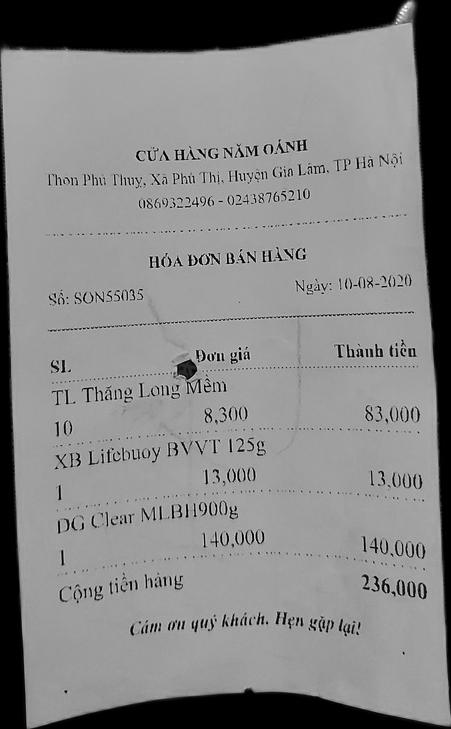 CỬA HÀNG NĂM OÁNH
Thôn Phú Thuỵ, Xã Phú Thị, Huyện Gia Lâm, TP Hà Nội
0869322496 - 02438765210
HÓA ĐƠN BÁN HÀNG
Số: SON55035 Ngày: 10-08-2020
SL Đơn giá Thành tiền
TL Thăng Long Mềm
10 8,300 83,000
XB Lifebuoy BVVT 125g
1 13,000 13,000
DG Clear MLBH900g
1 140,000 140,000
Cộng tiền hàng 236,000
Cám ơn quý khách. Hẹn gặp lại!